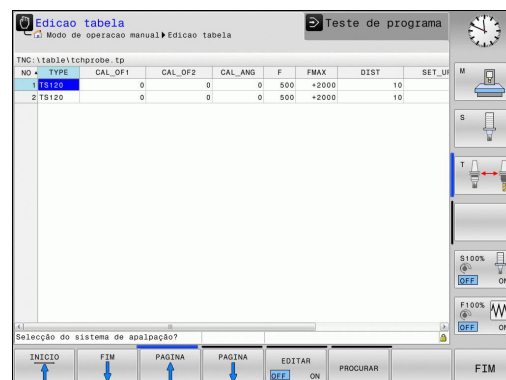 Edicao tabela
Modo de operacao manual Edicao tabela
Teste de programa
TNC:\table\tchprobe.tp
NO TYPE CAL_OF1 CAL_OF2 CAL_ANG F FMAX DIST SET_U
1 TS120 0 0 0 500 +2000 10
2 TS120 0 0 0 500 +2000 10
Selecção do sistema de apalpação?
M
S
T
S100%
OFF ON
F100%
OFF ON
INICIO
FIM
PAGINA
PAGINA
EDITAR
OFF ON
PROCURAR
FIM